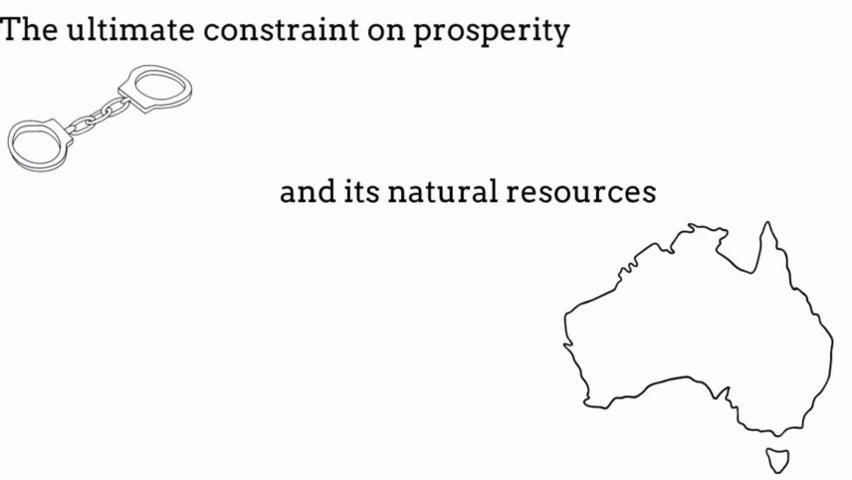 The ultimate constraint on prosperity
and its natural resources